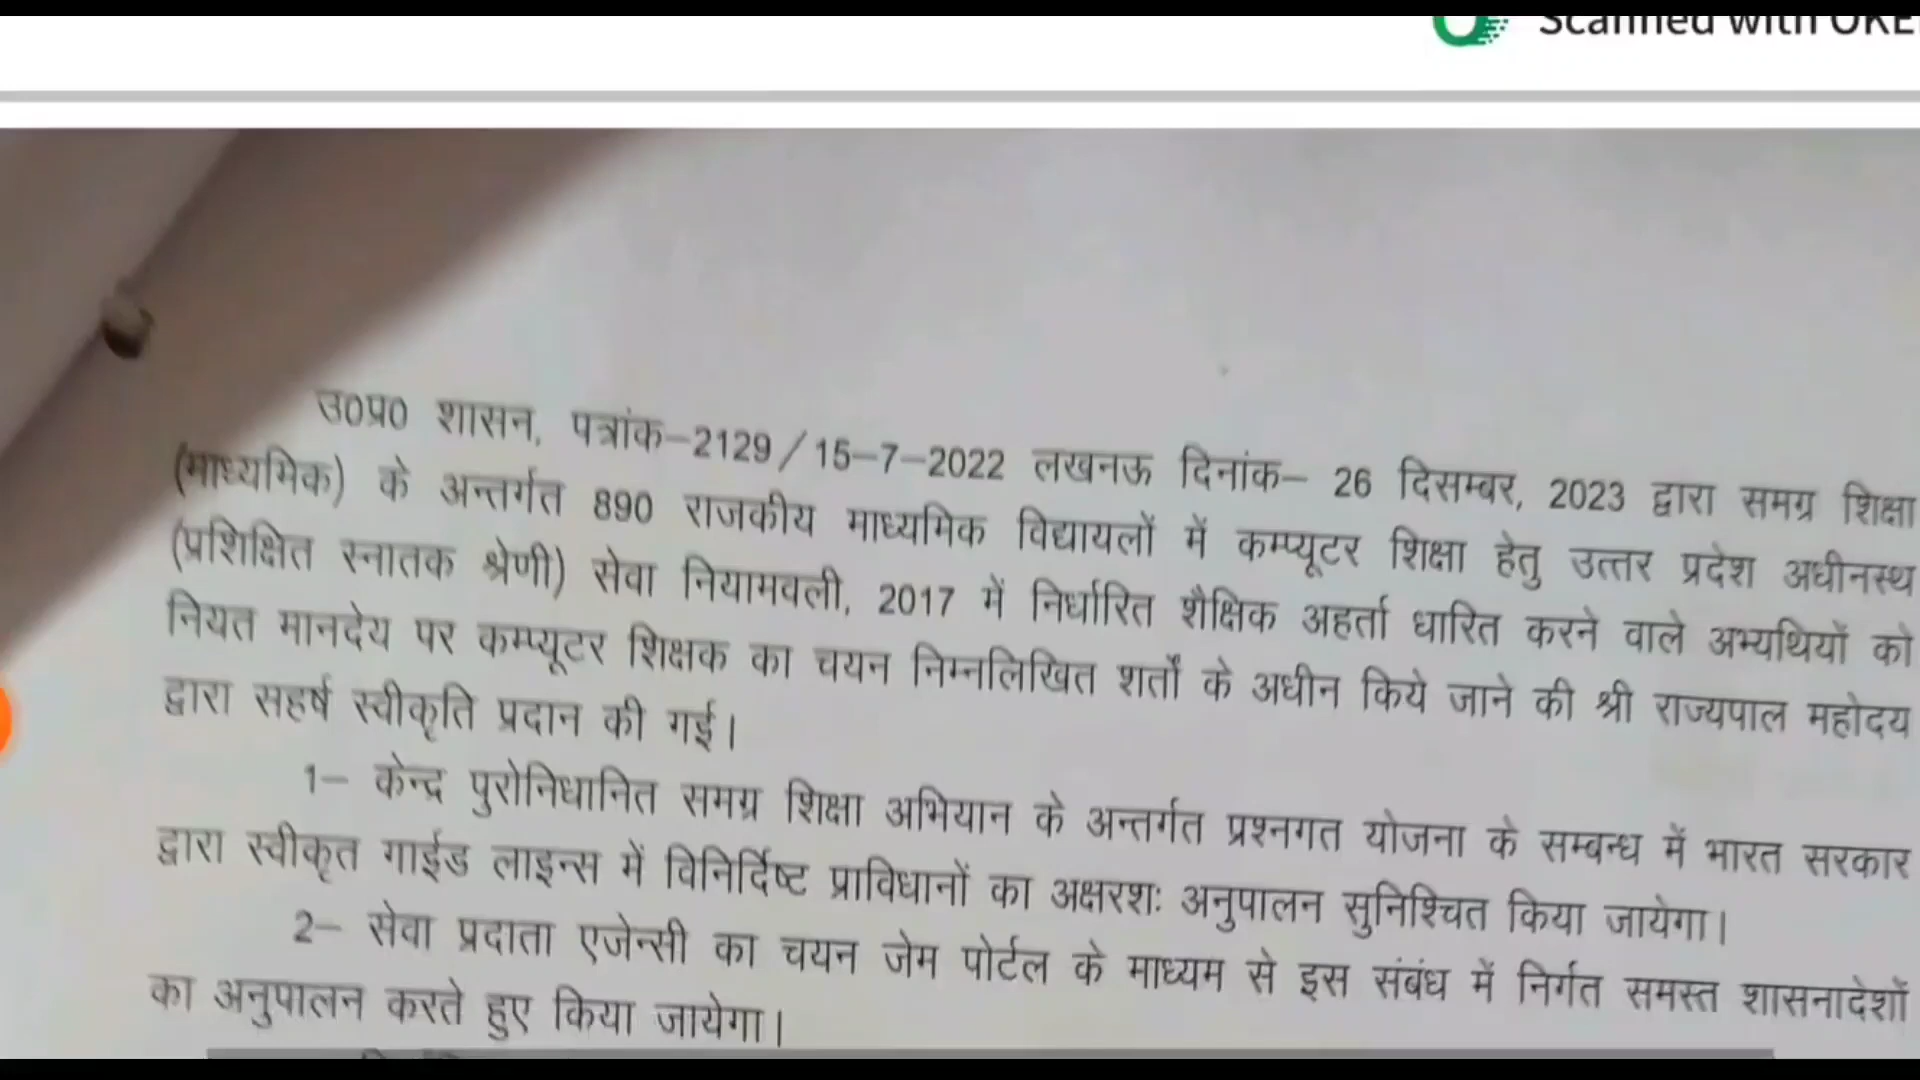 Scanned with OKE
उ0प्र0 शासन, पत्रांक-2129/15-7-2022 लखनऊ दिनांक- 26 दिसम्बर, 2023 द्वारा समग्र शिक्षा
(माध्यमिक) के अन्तर्गत 890 राजकीय माध्यमिक विद्यायलों में कम्प्यूटर शिक्षा हेतु उत्तर प्रदेश अधीनस्थ
(प्रशिक्षित स्नातक श्रेणी) सेवा नियामवली, 2017 में निर्धारित शैक्षिक अहर्ता धारित करने वाले अभ्यथियों को
नियत मानदेय पर कम्प्यूटर शिक्षक का चयन निम्नलिखित शर्तों के अधीन किये जाने की श्री राज्यपाल महोदय
द्वारा सहर्ष स्वीकृति प्रदान की गई।
1- केन्द्र पुरोनिधानित समग्र शिक्षा अभियान के अन्तर्गत प्रश्नगत योजना के सम्बन्ध में भारत सरकार
द्वारा स्वीकृत गाईड लाइन्स में विनिर्दिष्ट प्राविधानों का अक्षरशः अनुपालन सुनिश्चित किया जायेगा।
2- सेवा प्रदाता एजेन्सी का चयन जेम पोर्टल के माध्यम से इस संबंध में निर्गत समस्त शासनादेशों
का अनुपालन करते हुए किया जायेगा।